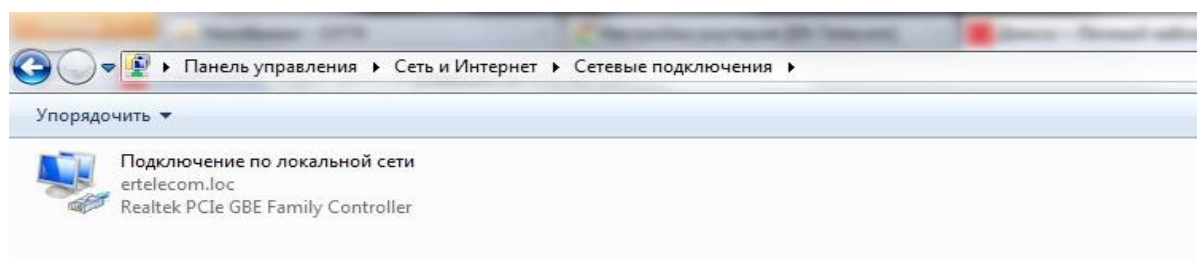 Панель управления ▸ Сеть и Интернет ▸ Сетевые подключения ▸
Упорядочить ▾
Подключение по локальной сети
ertelecom.loc
Realtek PCIe GBE Family Controller